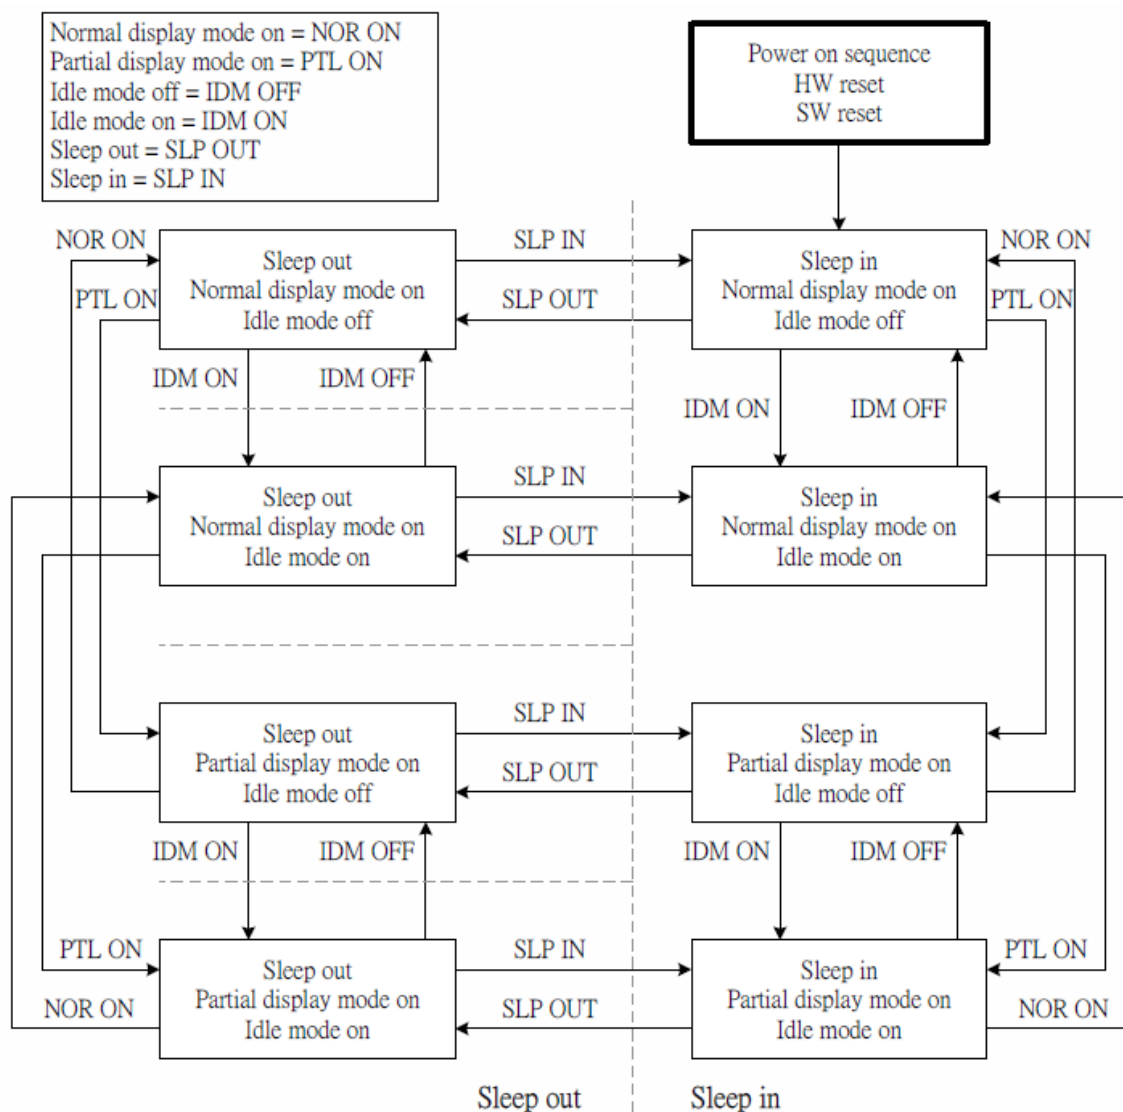 Normal display mode on = NOR ON
Partial display mode on = PTL ON
Idle mode off = IDM OFF
Idle mode on = IDM ON
Sleep out = SLP OUT
Sleep in = SLP IN
Power on sequence
HW reset
SW reset
NOR ON
Sleep out
Normal display mode on
Idle mode off
PTL ON
SLP IN
SLP OUT
Sleep in
Normal display mode on
Idle mode off
NOR ON
PTL ON
IDM ON
IDM OFF
IDM ON
IDM OFF
Sleep out
Normal display mode on
Idle mode on
SLP IN
SLP OUT
Sleep in
Normal display mode on
Idle mode on
Sleep out
Partial display mode on
Idle mode off
SLP IN
SLP OUT
Sleep in
Partial display mode on
Idle mode off
IDM ON
IDM OFF
IDM ON
IDM OFF
PTL ON
NOR ON
Sleep out
Partial display mode on
Idle mode on
SLP IN
SLP OUT
Sleep in
Partial display mode on
Idle mode on
PTL ON
NOR ON
Sleep out
Sleep in